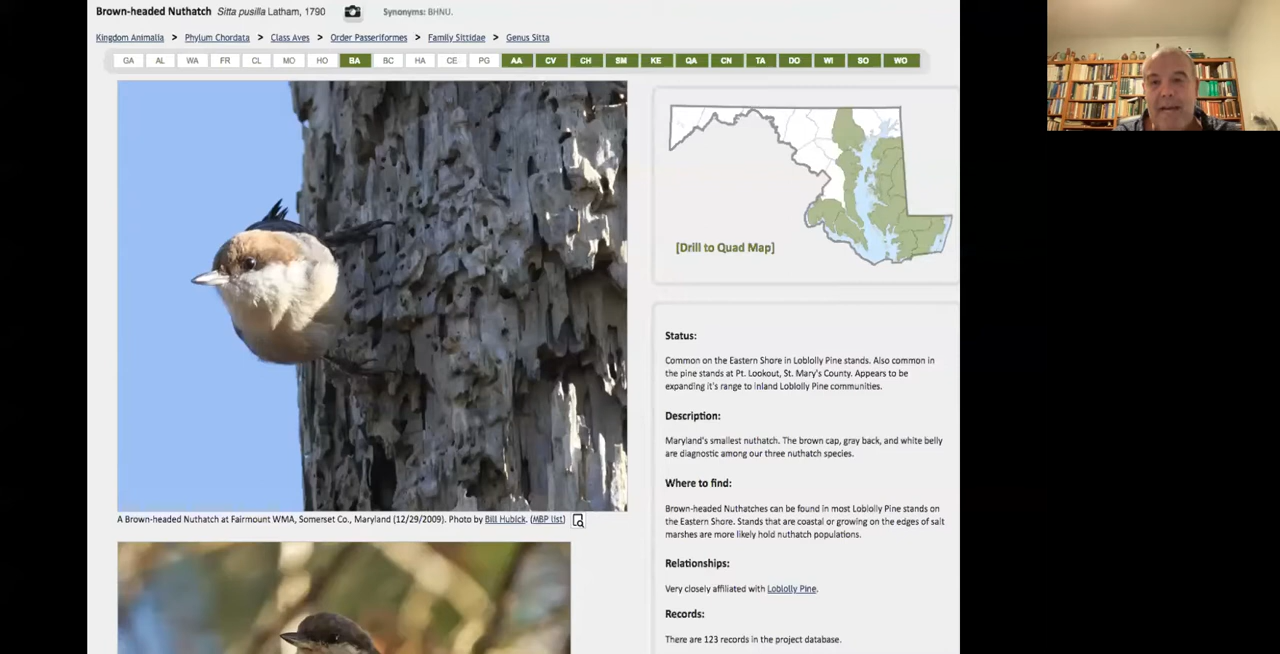 Brown-headed Nuthatch Sitta pusilla Latham, 1790 Synonyms: BHNU.
Kingdom Animalia > Phylum Chordata > Class Aves > Order Passeriformes > Family Sittidae > Genus Sitta
GA AL WA FR CL MO HO BA BC HA CE PG AA CV CH SM KE QA CN TA DO WI SO WO
[Drill to Quad Map]
A Brown-headed Nuthatch at Fairmount WMA, Somerset Co., Maryland (12/29/2009). Photo by Bill Hubick. (MBP list)
Status:
Common on the Eastern Shore in Loblolly Pine stands. Also common in
the pine stands at Pt. Lookout, St. Mary's County. Appears to be
expanding it's range to inland Loblolly Pine communities.
Description:
Maryland's smallest nuthatch. The brown cap, gray back, and white belly
are diagnostic among our three nuthatch species.
Where to find:
Brown-headed Nuthatches can be found in most Loblolly Pine stands on
the Eastern Shore. Stands that are coastal or growing on the edges of salt
marshes are more likely hold nuthatch populations.
Relationships:
Very closely affiliated with Loblolly Pine.
Records:
There are 123 records in the project database.